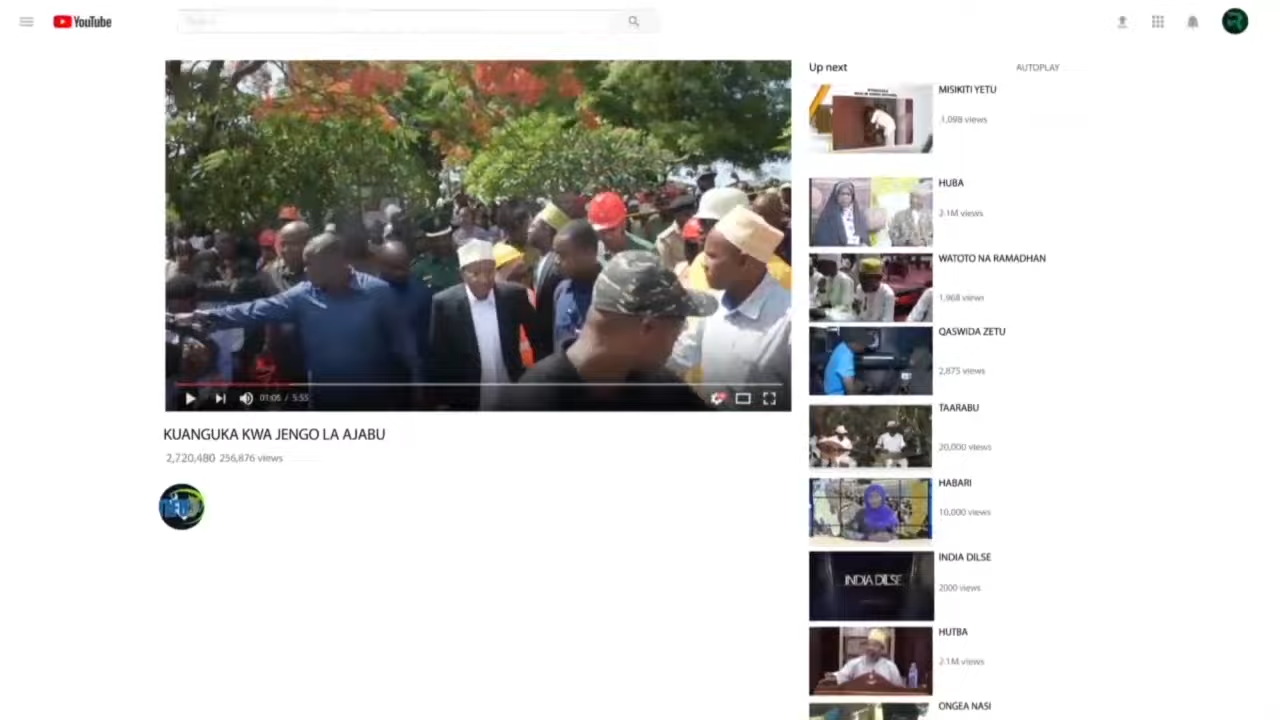 YouTube
KUANGUKA KWA JENGO LA AJABU
2,720,480 256,876 views
01:06 / 5:55
Up next
AUTOPLAY
MISIKITI YETU
1,098 views
HUBA
2.1M views
WATOTO NA RAMADHAN
1,968 views
QASWIDA ZETU
2,875 views
TAARABU
20,000 views
HABARI
10,000 views
INDIA DILSE
INDIA DILSE
2000 views
HUTBA
2.1M views
ONGEA NASI